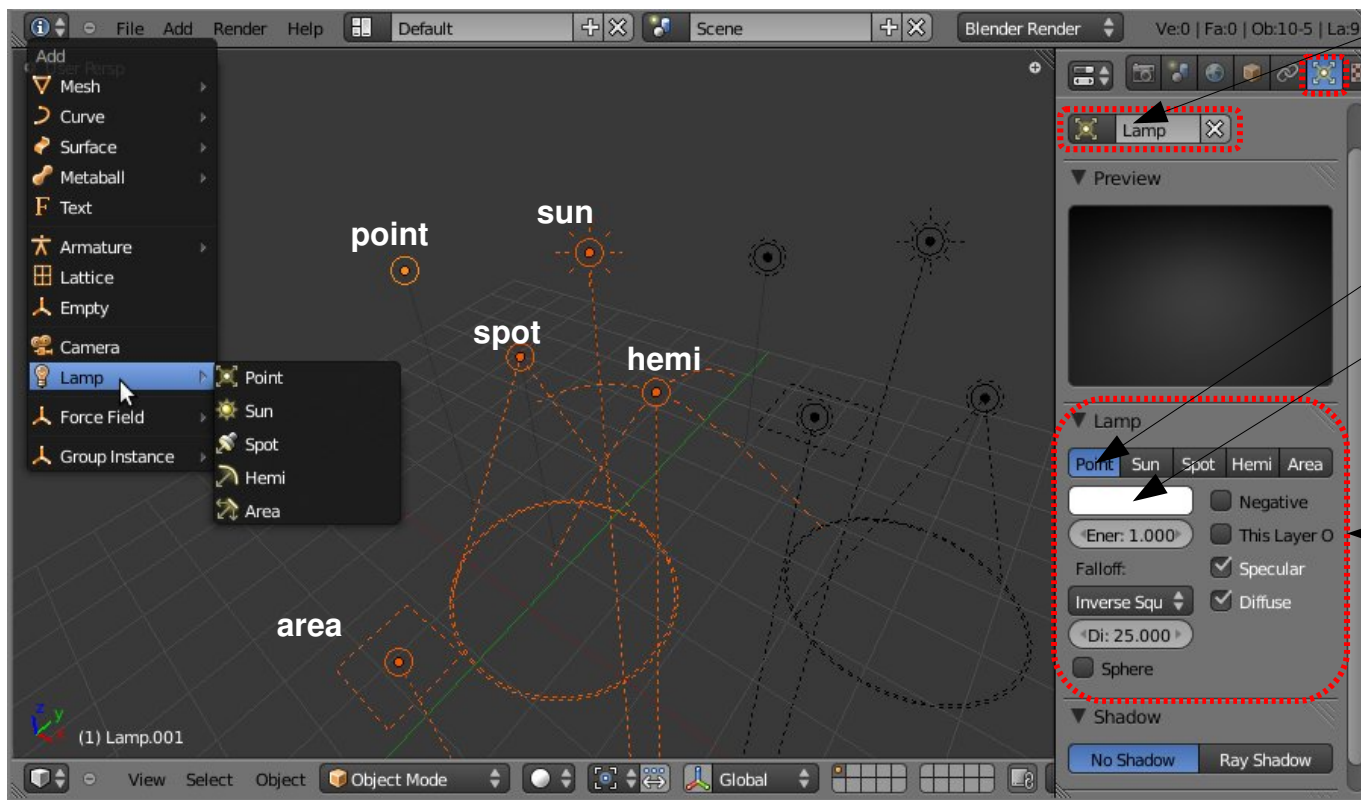 File Add Render Help Default Scene Blender Render Ve:0 | Fa:0 | Ob:10-5 | La:9
Add
User Persp
Mesh
Curve
Surface
Metaball
Text
Armature
Lattice
Empty
Camera
Lamp
Force Field
Group Instance
Point
Sun
Spot
Hemi
Area
point
sun
spot
hemi
area
(1) Lamp.001
View Select Object Object Mode Global
Lamp
Preview
Lamp
Point Sun Spot Hemi Area
Negative
Ener: 1.000 This Layer O
Falloff: Specular
Inverse Squ Diffuse
Di: 25.000
Sphere
Shadow
No Shadow Ray Shadow
z y